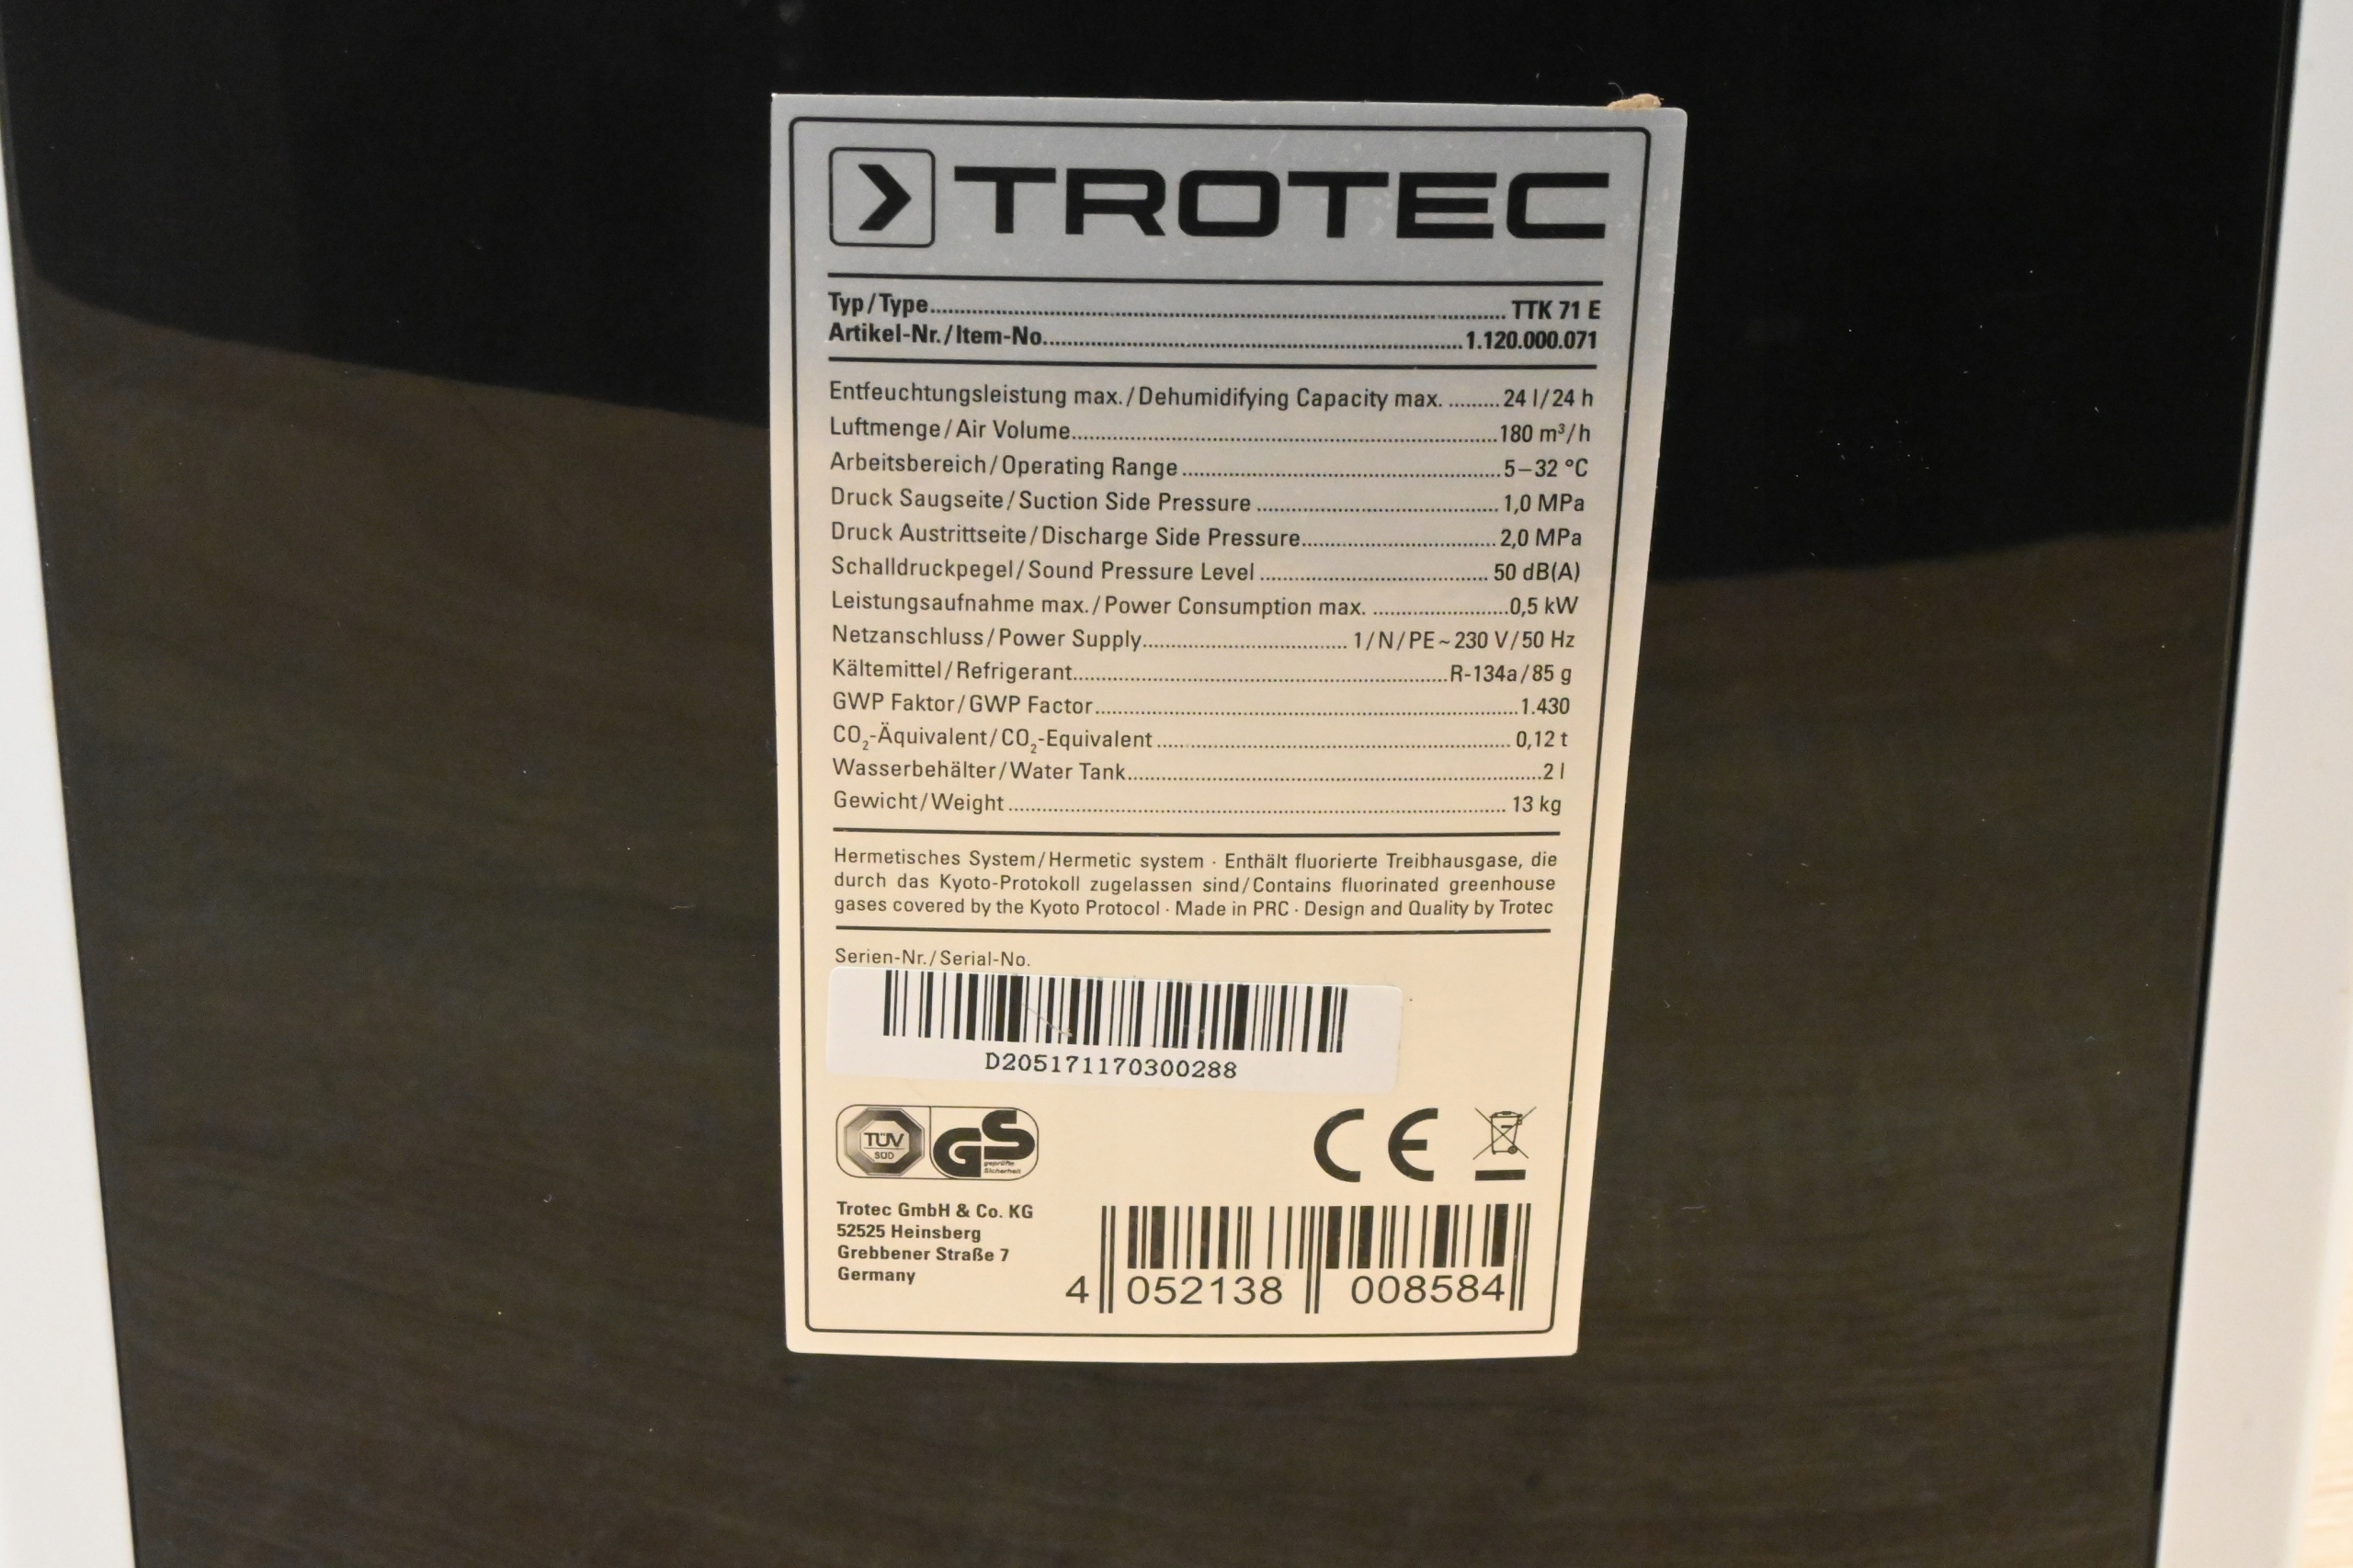 TROTEC
Typ/Type........TTK 71 E
Artikel-Nr./Item-No........1.120.000.071
Entfeuchtungsleistung max./Dehumidifying Capacity max. ........24 l/24 h
Luftmenge/Air Volume........180 m³/h
Arbeitsbereich/Operating Range ........5–32 °C
Druck Saugseite/Suction Side Pressure ........1,0 MPa
Druck Austrittseite/Discharge Side Pressure........2,0 MPa
Schalldruckpegel/Sound Pressure Level ........50 dB(A)
Leistungsaufnahme max./Power Consumption max. ........0,5 kW
Netzanschluss/Power Supply........1/N/PE~230 V/50 Hz
Kältemittel/Refrigerant........R-134a/85 g
GWP Faktor/GWP Factor........1.430
CO₂-Äquivalent/CO₂-Equivalent ........0,12 t
Wasserbehälter/Water Tank........2 l
Gewicht/Weight ........13 kg
Hermetisches System/Hermetic system · Enthält fluorierte Treibhausgase, die
durch das Kyoto-Protokoll zugelassen sind/Contains fluorinated greenhouse
gases covered by the Kyoto Protocol · Made in PRC · Design and Quality by Trotec
Serien-Nr./Serial-No.
D205171170300288
TÜV
SÜD
GS
geprüfte
Sicherheit
CE
Trotec GmbH & Co. KG
52525 Heinsberg
Grebbener Straße 7
Germany
4 052138 008584